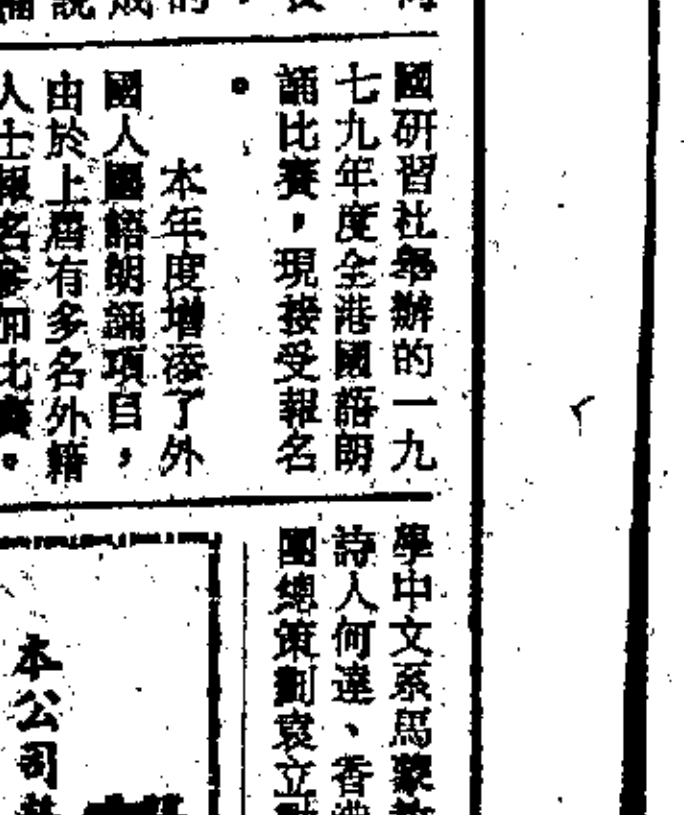 國研習社舉辦的一九
七九年度全港國語朗
誦比賽，現接受報名
。
本年度增添了外
國人國語朗誦項目，
由於上屆有多名外籍
人士報名參加比賽。
學中文系馬蒙
詩人何達、香港
團總策劃袁立
本公司